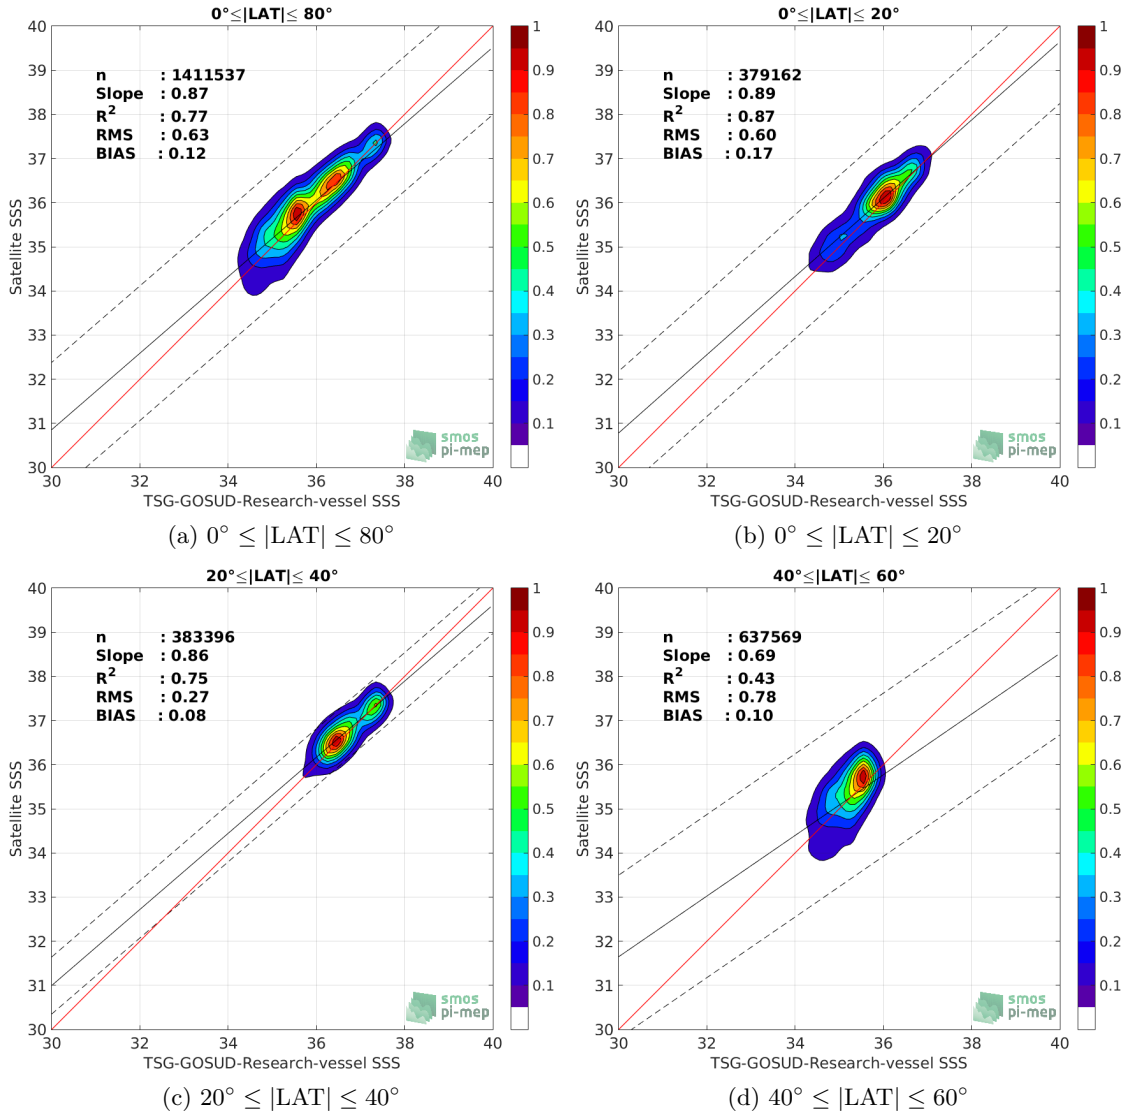 0°≤|LAT|≤ 80°
n : 1411537
Slope : 0.87
R² : 0.77
RMS : 0.63
BIAS : 0.12
40
39
38
37
36
35
34
33
32
31
30
Satellite SSS
30 32 34 36 38 40
TSG-GOSUD-Research-vessel SSS
1
0.9
0.8
0.7
0.6
0.5
0.4
0.3
0.2
0.1
smos
pi-mep
(a) 0° ≤ |LAT| ≤ 80°
0°≤|LAT|≤ 20°
n : 379162
Slope : 0.89
R² : 0.87
RMS : 0.60
BIAS : 0.17
40
39
38
37
36
35
34
33
32
31
30
Satellite SSS
30 32 34 36 38 40
TSG-GOSUD-Research-vessel SSS
1
0.9
0.8
0.7
0.6
0.5
0.4
0.3
0.2
0.1
smos
pi-mep
(b) 0° ≤ |LAT| ≤ 20°
20°≤|LAT|≤ 40°
n : 383396
Slope : 0.86
R² : 0.75
RMS : 0.27
BIAS : 0.08
40
39
38
37
36
35
34
33
32
31
30
Satellite SSS
30 32 34 36 38 40
TSG-GOSUD-Research-vessel SSS
1
0.9
0.8
0.7
0.6
0.5
0.4
0.3
0.2
0.1
smos
pi-mep
(c) 20° ≤ |LAT| ≤ 40°
40°≤|LAT|≤ 60°
n : 637569
Slope : 0.69
R² : 0.43
RMS : 0.78
BIAS : 0.10
40
39
38
37
36
35
34
33
32
31
30
Satellite SSS
30 32 34 36 38 40
TSG-GOSUD-Research-vessel SSS
1
0.9
0.8
0.7
0.6
0.5
0.4
0.3
0.2
0.1
smos
pi-mep
(d) 40° ≤ |LAT| ≤ 60°